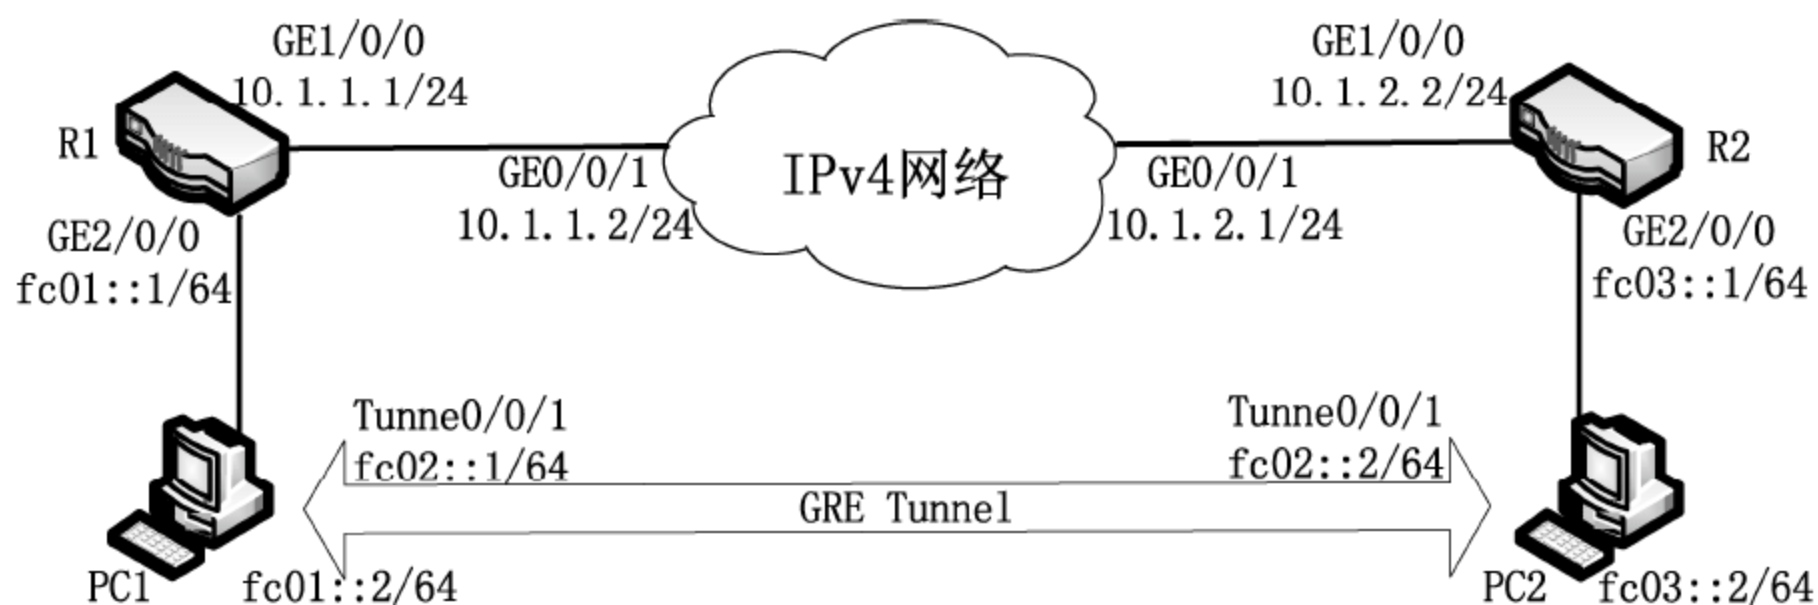 GE1/0/0
10.1.1.1/24
R1
GE0/0/1
10.1.1.2/24
GE2/0/0
fc01::1/64
IPv4网络
GE1/0/0
10.1.2.2/24
R2
GE0/0/1
10.1.2.1/24
GE2/0/0
fc03::1/64
Tunne0/0/1
fc02::1/64
Tunne0/0/1
fc02::2/64
GRE Tunnel
PC1
fc01::2/64
PC2
fc03::2/64